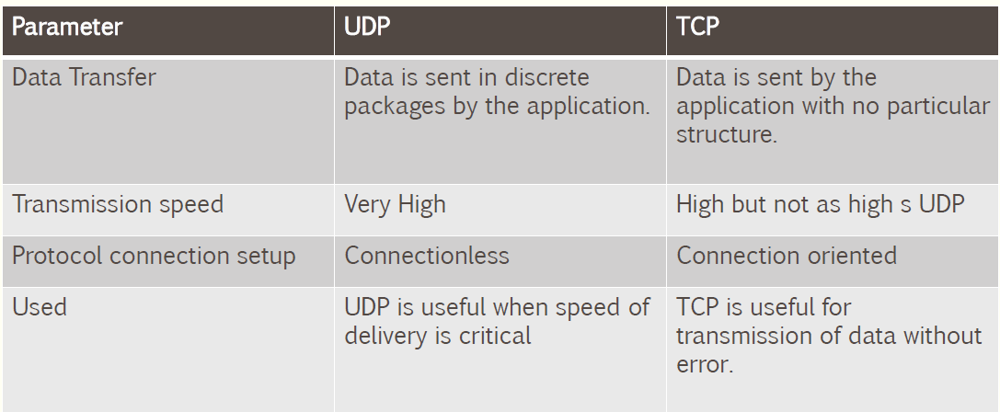 Parameter UDP TCP
Data Transfer
Data is sent in discrete
packages by the application.
Data is sent by the
application with no particular
structure.
Transmission speed Very High High but not as high s UDP
Protocol connection setup Connectionless Connection oriented
Used
UDP is useful when speed of
delivery is critical
TCP is useful for
transmission of data without
error.